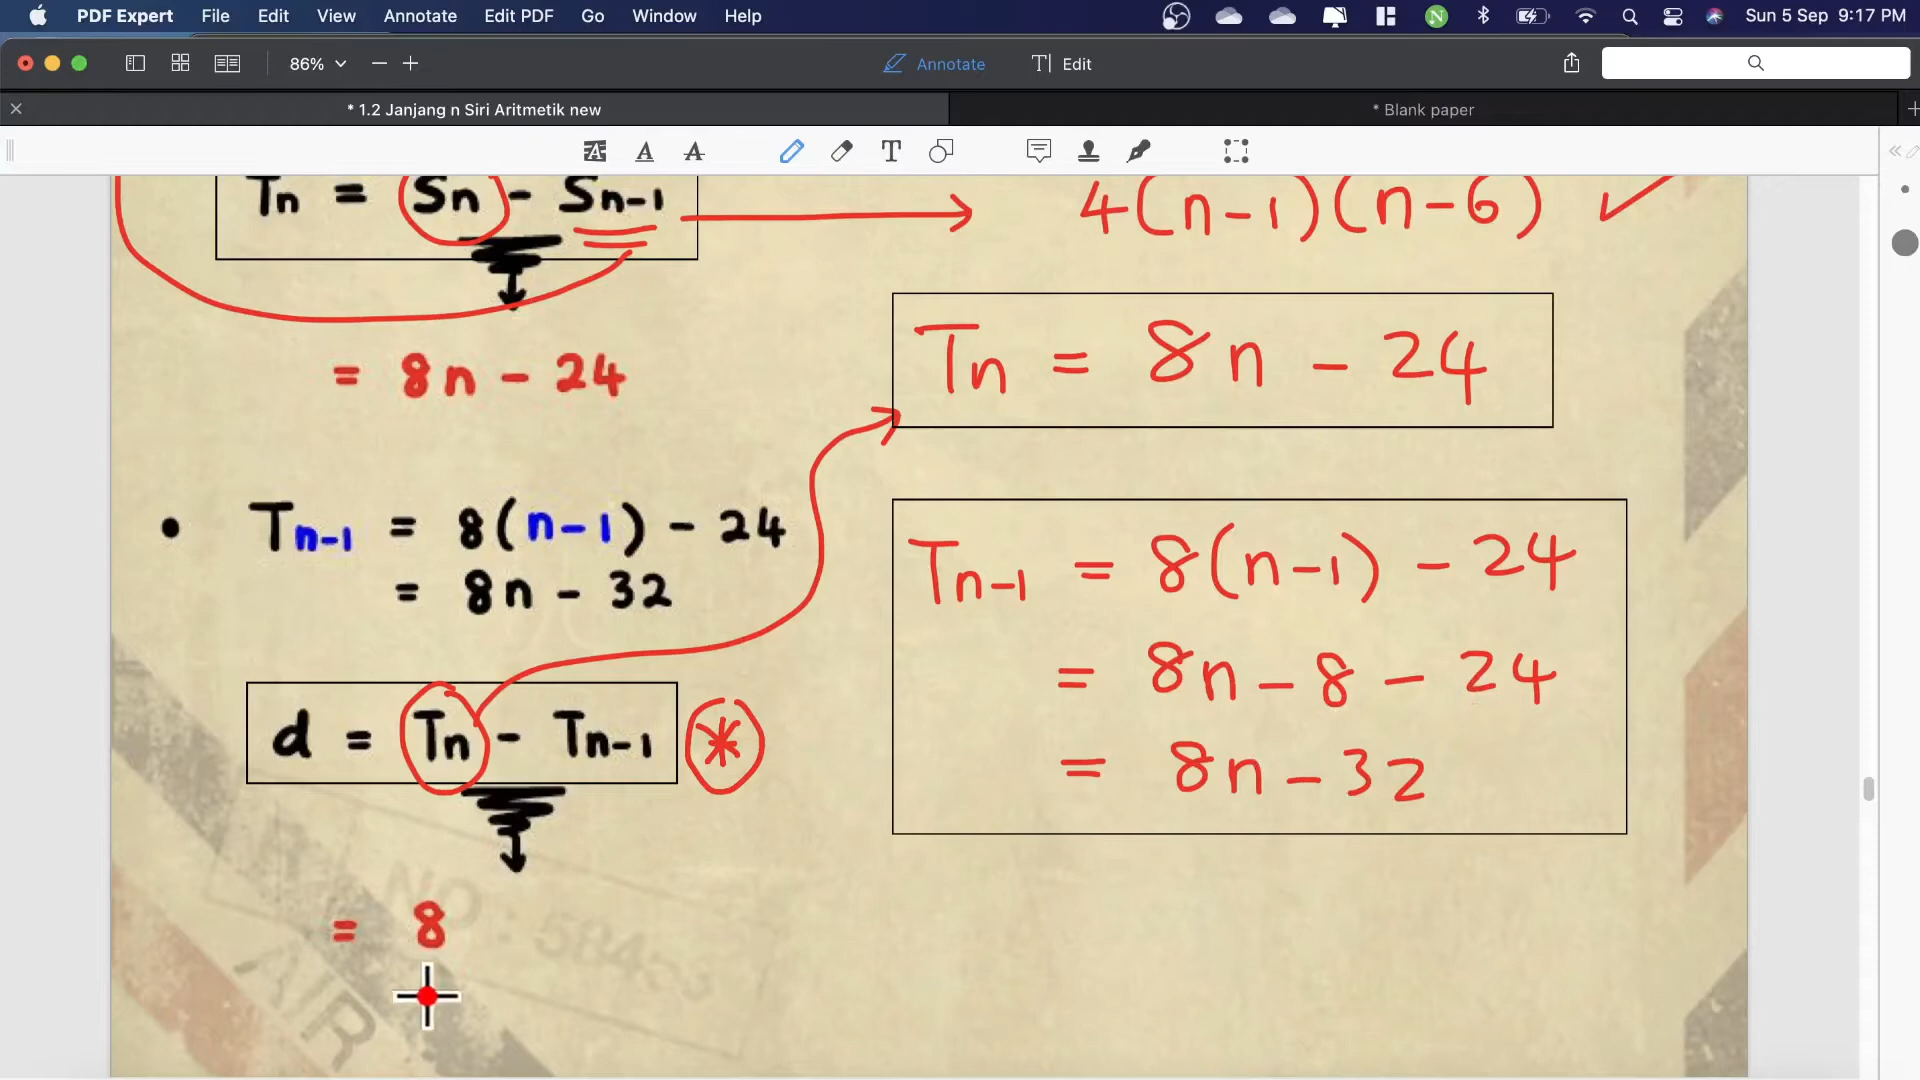 PDF Expert File Edit View Annotate Edit PDF Go Window Help Sun 5 Sep 9:17 PM
86% Annotate Edit
* 1.2 Janjang n Siri Aritmetik new
* Blank paper
Tn = Sn - Sn-1
4(n-1)(n-6) ✓
= 8n - 24
Tn = 8n - 24
• Tn-1 = 8(n-1) - 24
= 8n - 32
d = Tn - Tn-1 *
= 8
Tn-1 = 8(n-1) - 24
= 8n - 8 - 24
= 8n - 32
NO: 584
AIR